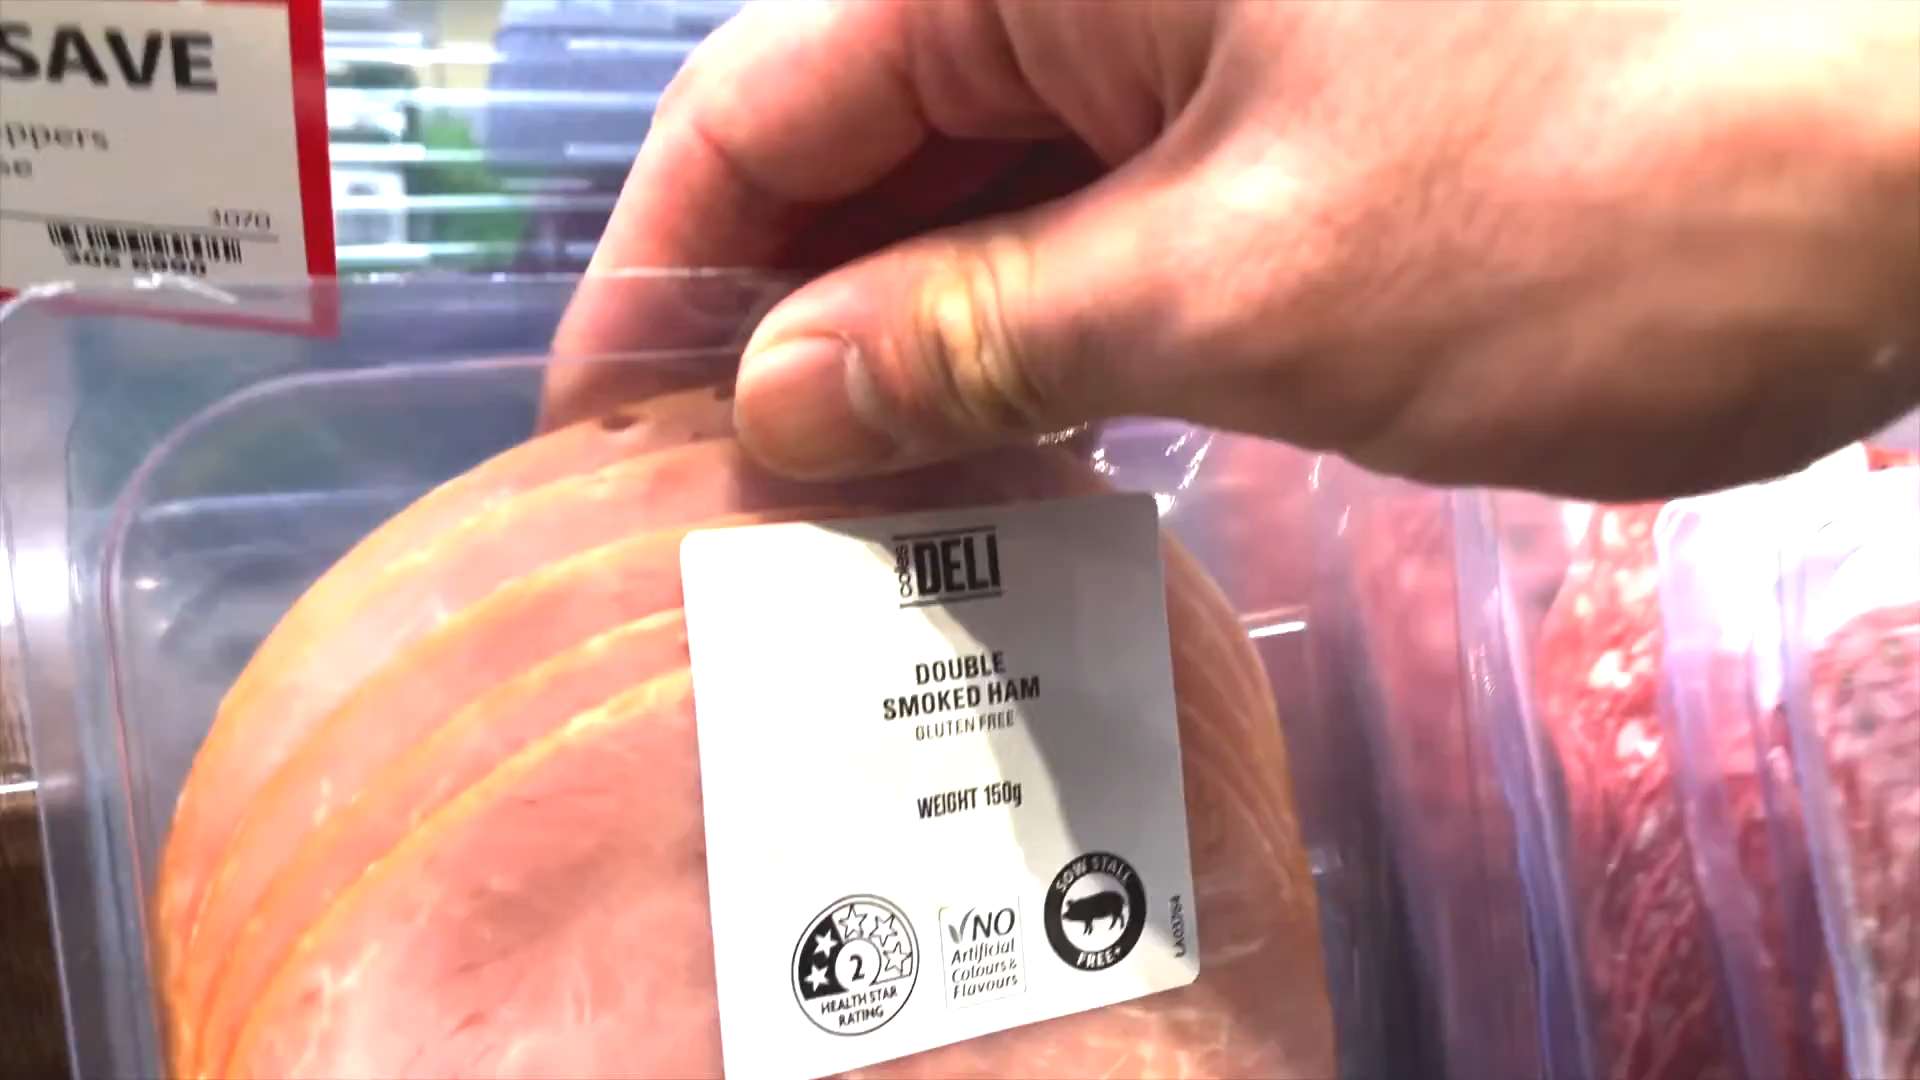 SAVE
3070
coles
DELI
DOUBLE
SMOKED HAM
GLUTEN FREE
WEIGHT 150g
2
HEALTH STAR
RATING
NO
Artificial
Colours &
Flavours
SOW STALL
FREE+